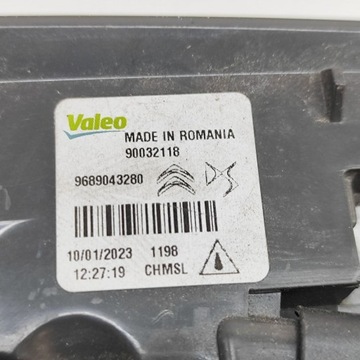 Valeo
MADE IN ROMANIA
90032118
9689043280 DS
10/01/2023 1198
12:27:19 CHMSL